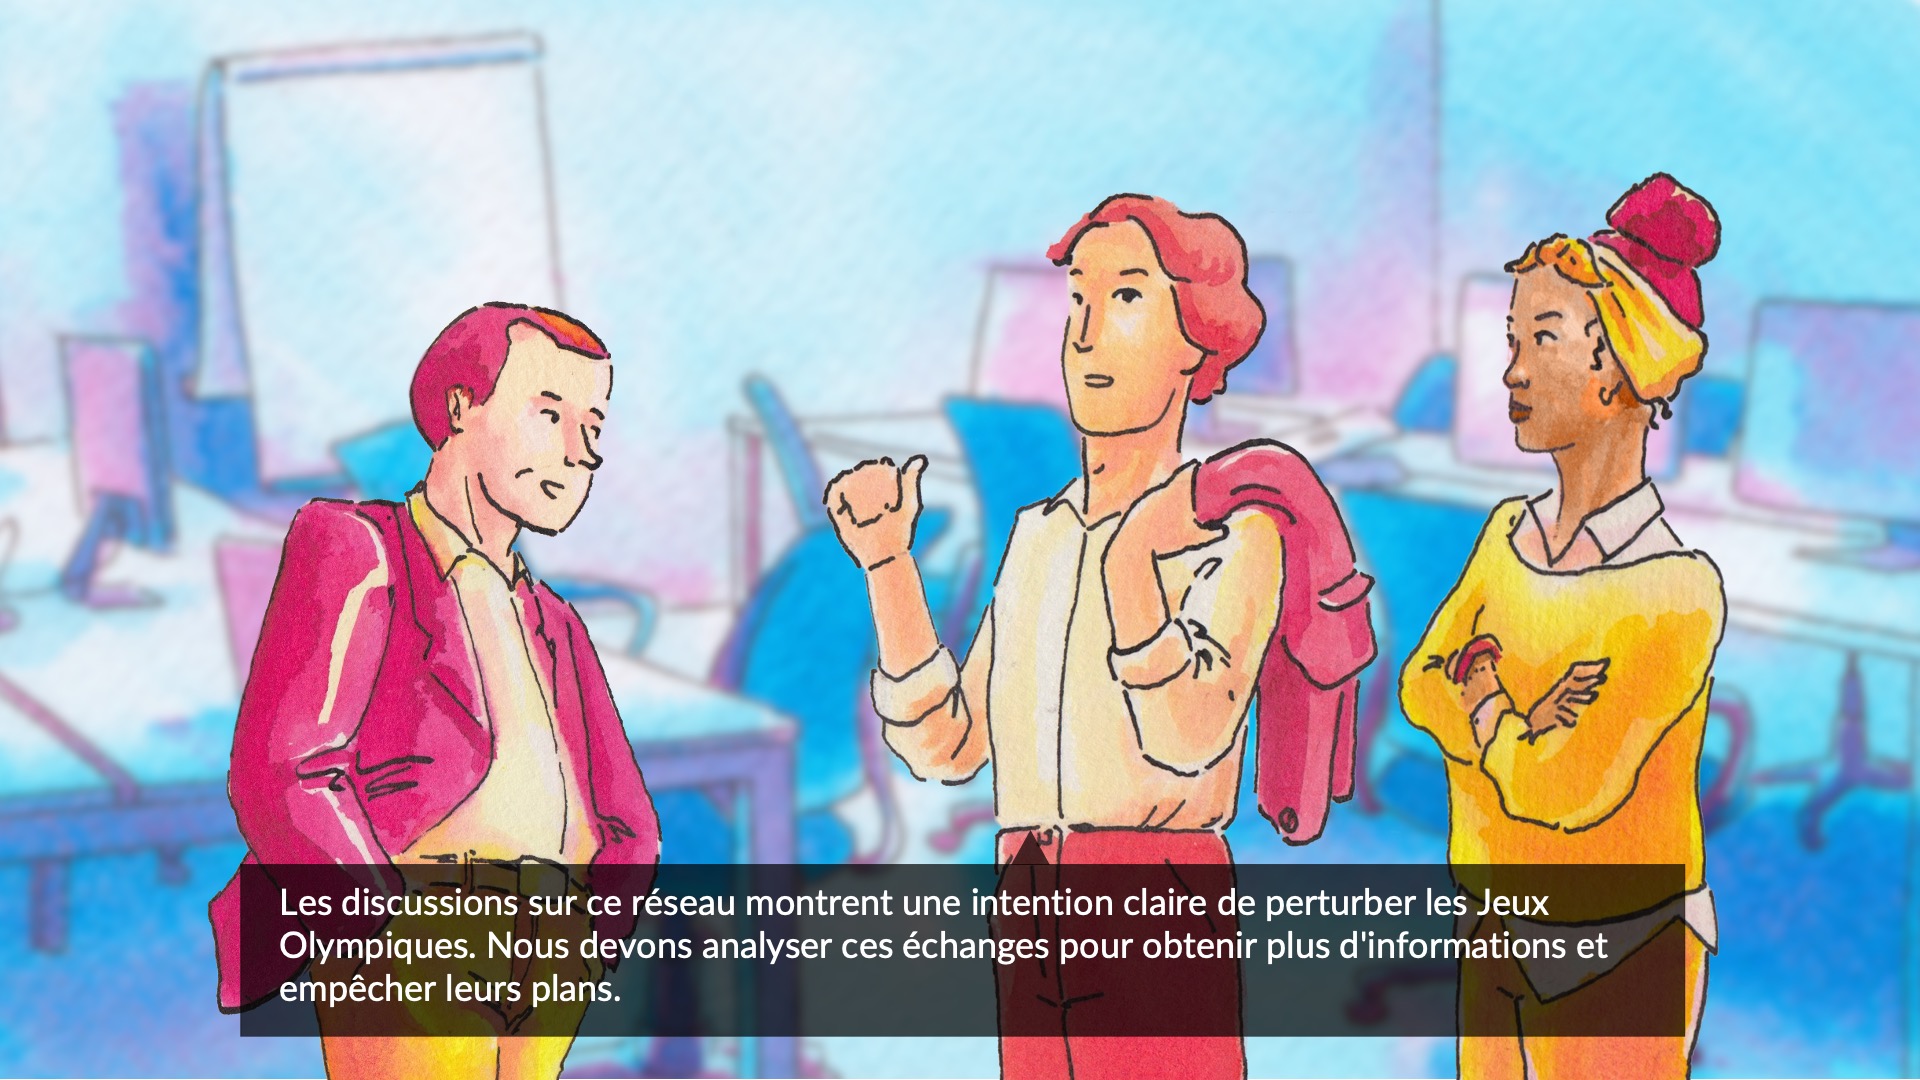 Les discussions sur ce réseau montrent une intention claire de perturber les Jeux
Olympiques. Nous devons analyser ces échanges pour obtenir plus d'informations et
empêcher leurs plans.